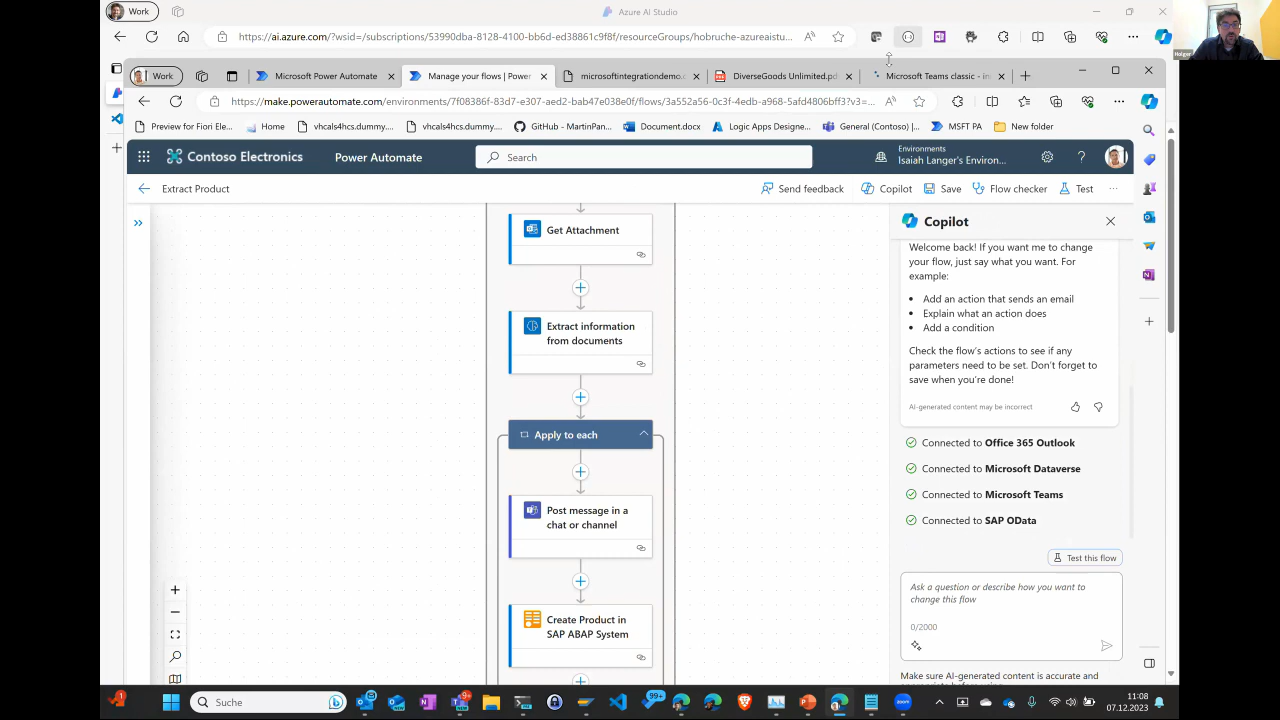 Work
Azure AI Studio
https://ai.azure.com/?wsid=/subscriptions/53990dba-8128-4100-bb6d-ed38861c9f8f/resourceGroups/hobruche-azureaistu...
Holger
Work
Microsoft Power Automate
Manage your flows | Power
microsoftintegrationdemo.
DiverseGoods Unlimited.pd
Microsoft Teams classic - in
https://make.powerautomate.com/environments/7f08386f-83d7-e307-aed2-bab47e038e0f/flows/3a552a56-0c3f-4edb-a968-5afd4806bff3?v3=...
Preview for Fiori Ele...
Home
vhcals4hcs.dummy....
vhcals4hcs.dummy....
GitHub - MartinPan...
Document.docx
Logic Apps Designe...
General (Contoso) |...
MSFT PA
New folder
Contoso Electronics
Power Automate
Search
Environments
Isaiah Langer's Environ...
Extract Product
Send feedback
Copilot
Save
Flow checker
Test
Get Attachment
Extract information
from documents
Apply to each
Post message in a
chat or channel
Create Product in
SAP ABAP System
Copilot
Welcome back! If you want me to change
your flow, just say what you want. For
example:
• Add an action that sends an email
• Explain what an action does
• Add a condition
Check the flow's actions to see if any
parameters need to be set. Don't forget to
save when you're done!
AI-generated content may be incorrect
Connected to Office 365 Outlook
Connected to Microsoft Dataverse
Connected to Microsoft Teams
Connected to SAP OData
Test this flow
Ask a question or describe how you want to
change this flow
0/2000
Make sure AI-generated content is accurate and
1
Suche
9+
99+
zoom
11:08
07.12.2023